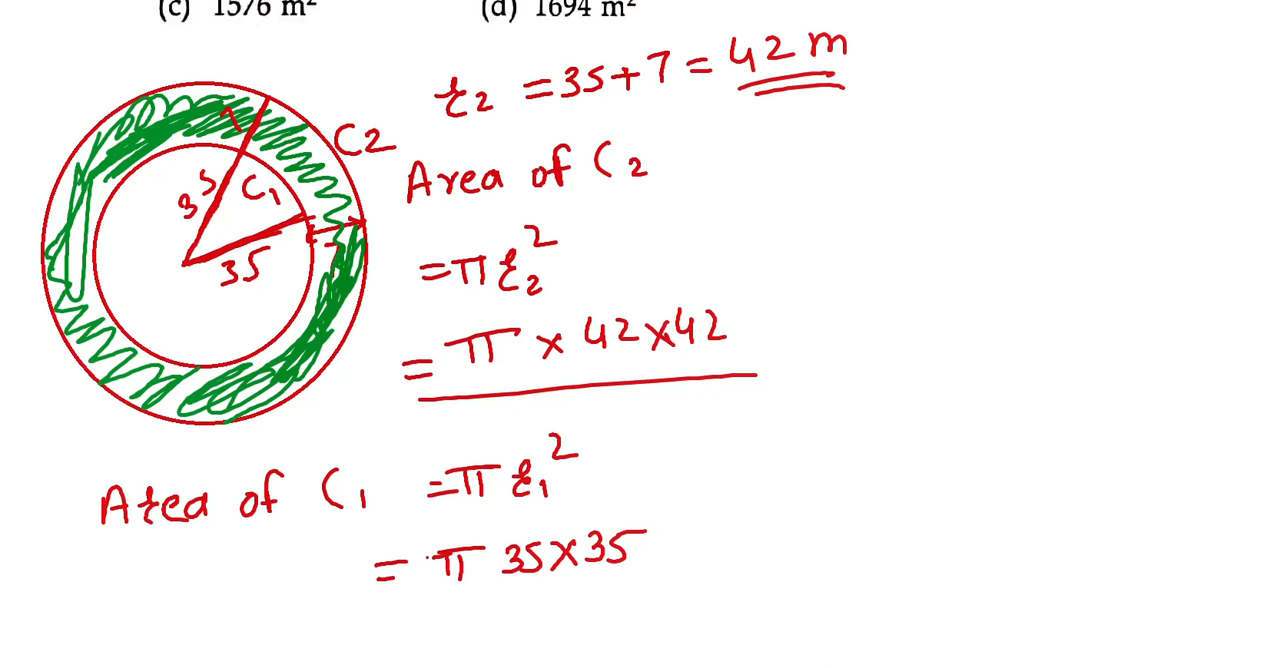 (c) 1576 m² (d) 1694 m²
r2 = 35+7 = 42 m
C2
Area of C2
35
C1
7
35
= πr2²
= π × 42×42
Area of C1 = πr1²
= π 35×35